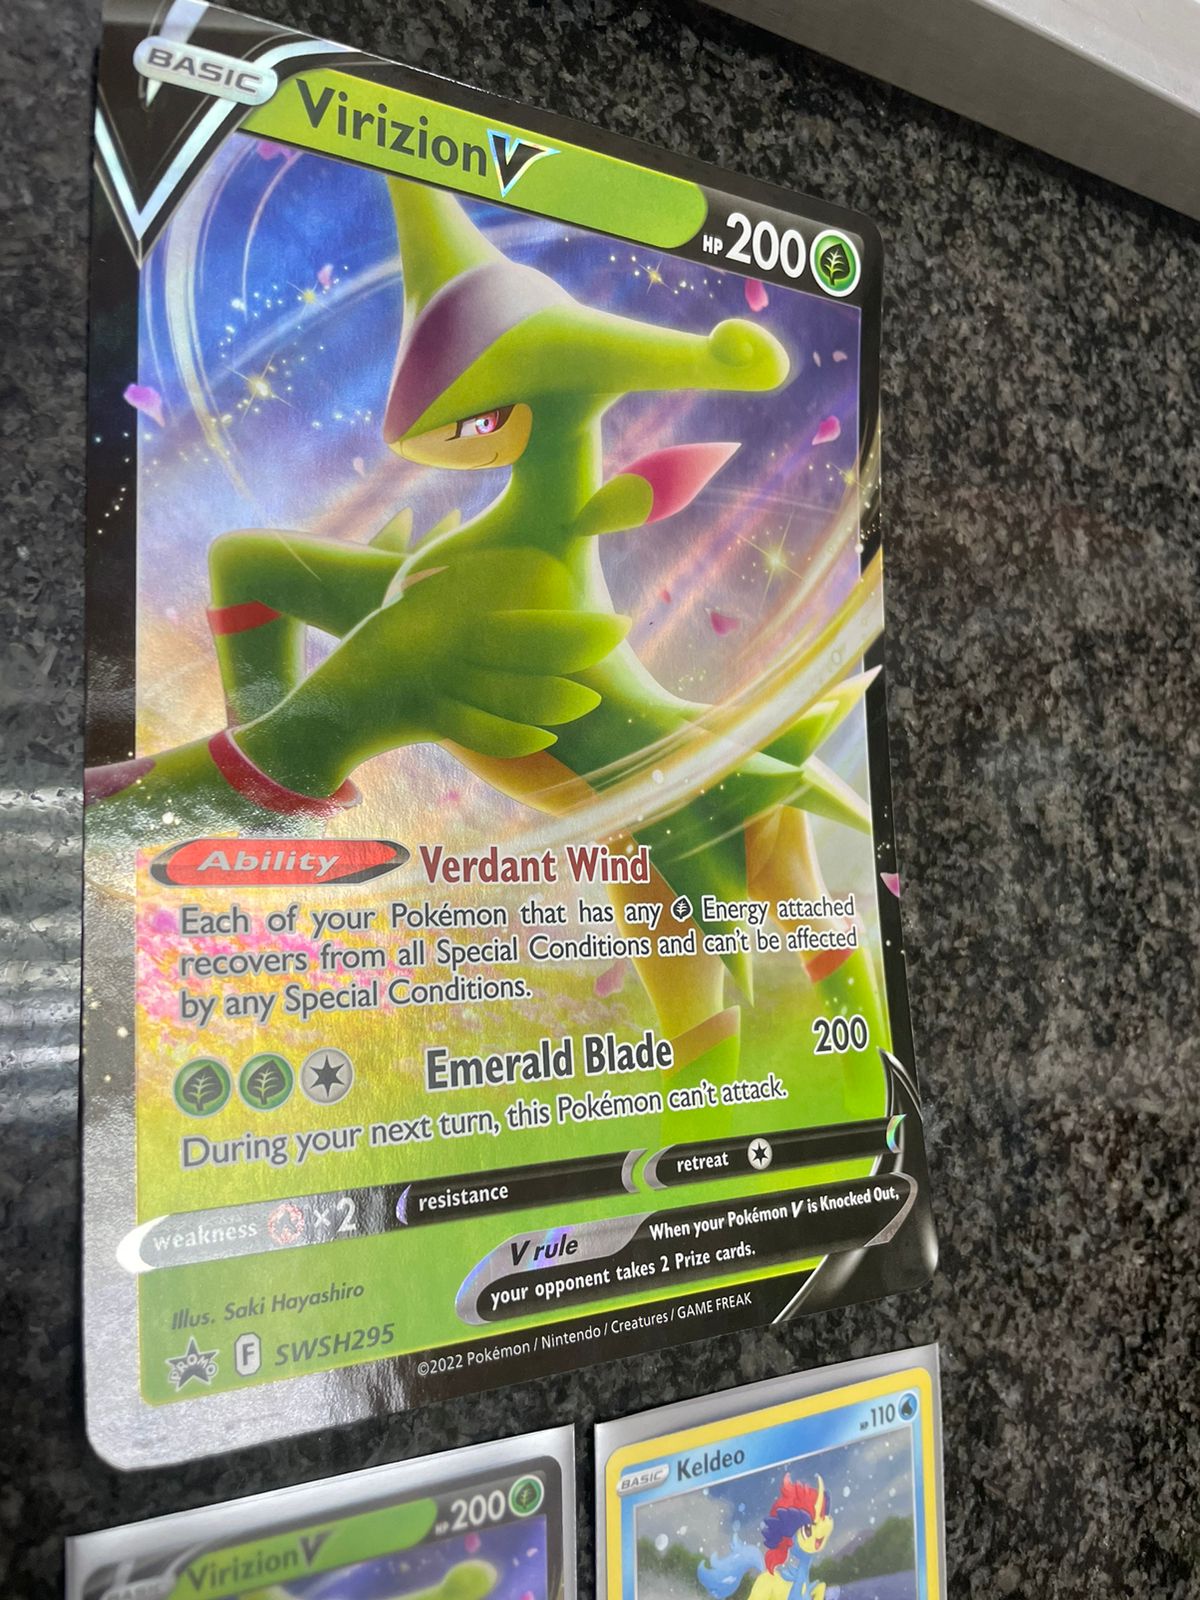 BASIC
Virizion V
HP 200
Ability Verdant Wind
Each of your Pokémon that has any Energy attached
recovers from all Special Conditions and can't be affected
by any Special Conditions.
Emerald Blade 200
During your next turn, this Pokémon can't attack.
weakness ×2 resistance retreat
V rule When your Pokémon V is Knocked Out,
your opponent takes 2 Prize cards.
Illus. Saki Hayashiro
PROMO F SWSH295
©2022 Pokémon / Nintendo / Creatures / GAME FREAK
BASIC
Virizion V
HP 200
BASIC
Keldeo
HP 110